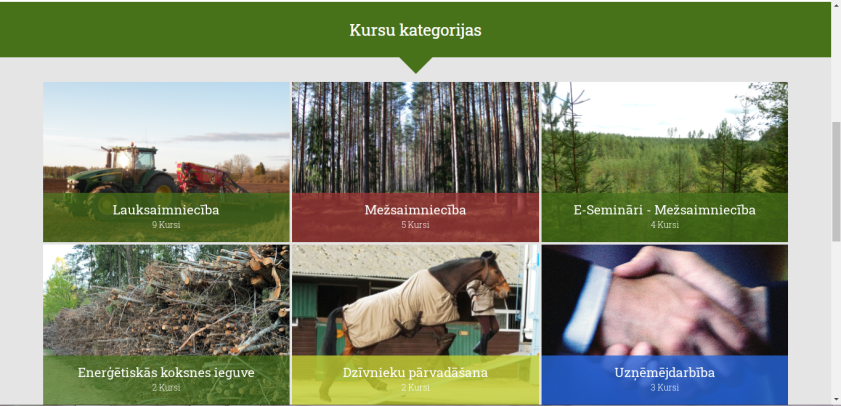 Kursu kategorijas
Lauksaimniecība
9 Kursi
Mežsaimniecība
5 Kursi
E-Semināri - Mežsaimniecība
4 Kursi
Enerģētiskās koksnes ieguve
2 Kursi
Dzīvnieku pārvadāšana
2 Kursi
Uzņēmējdarbība
3 Kursi